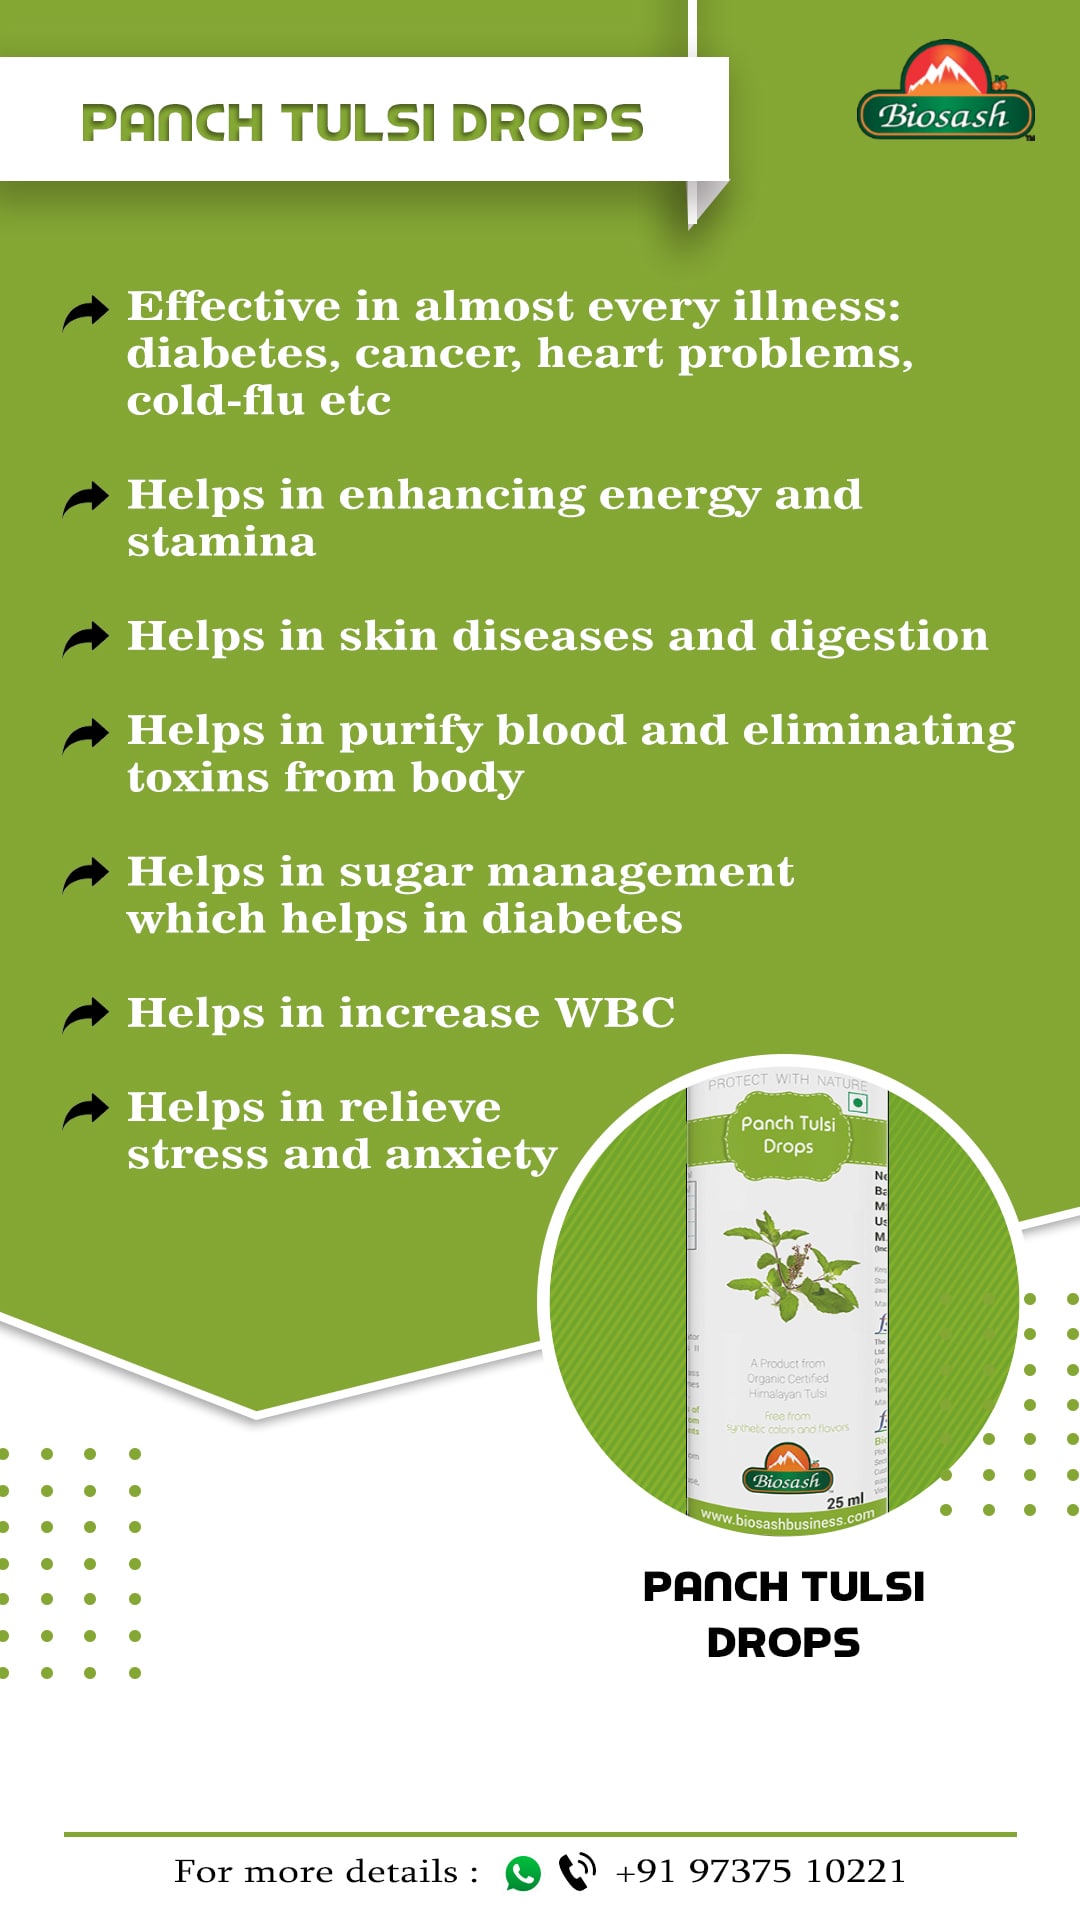 PANCH TULSI DROPS
Biosash
TM
Effective in almost every illness:
diabetes, cancer, heart problems,
cold-flu etc
Helps in enhancing energy and
stamina
Helps in skin diseases and digestion
Helps in purify blood and eliminating
toxins from body
Helps in sugar management
which helps in diabetes
Helps in increase WBC
Helps in relieve
stress and anxiety
PROTECT WITH NATURE
Panch Tulsi
Drops
A Product from
Organic Certified
Himalayan Tulsi
Free from
synthetic colors and flavors
Biosash
25 ml
www.biosashbusiness.com
PANCH TULSI
DROPS
For more details : +91 97375 10221